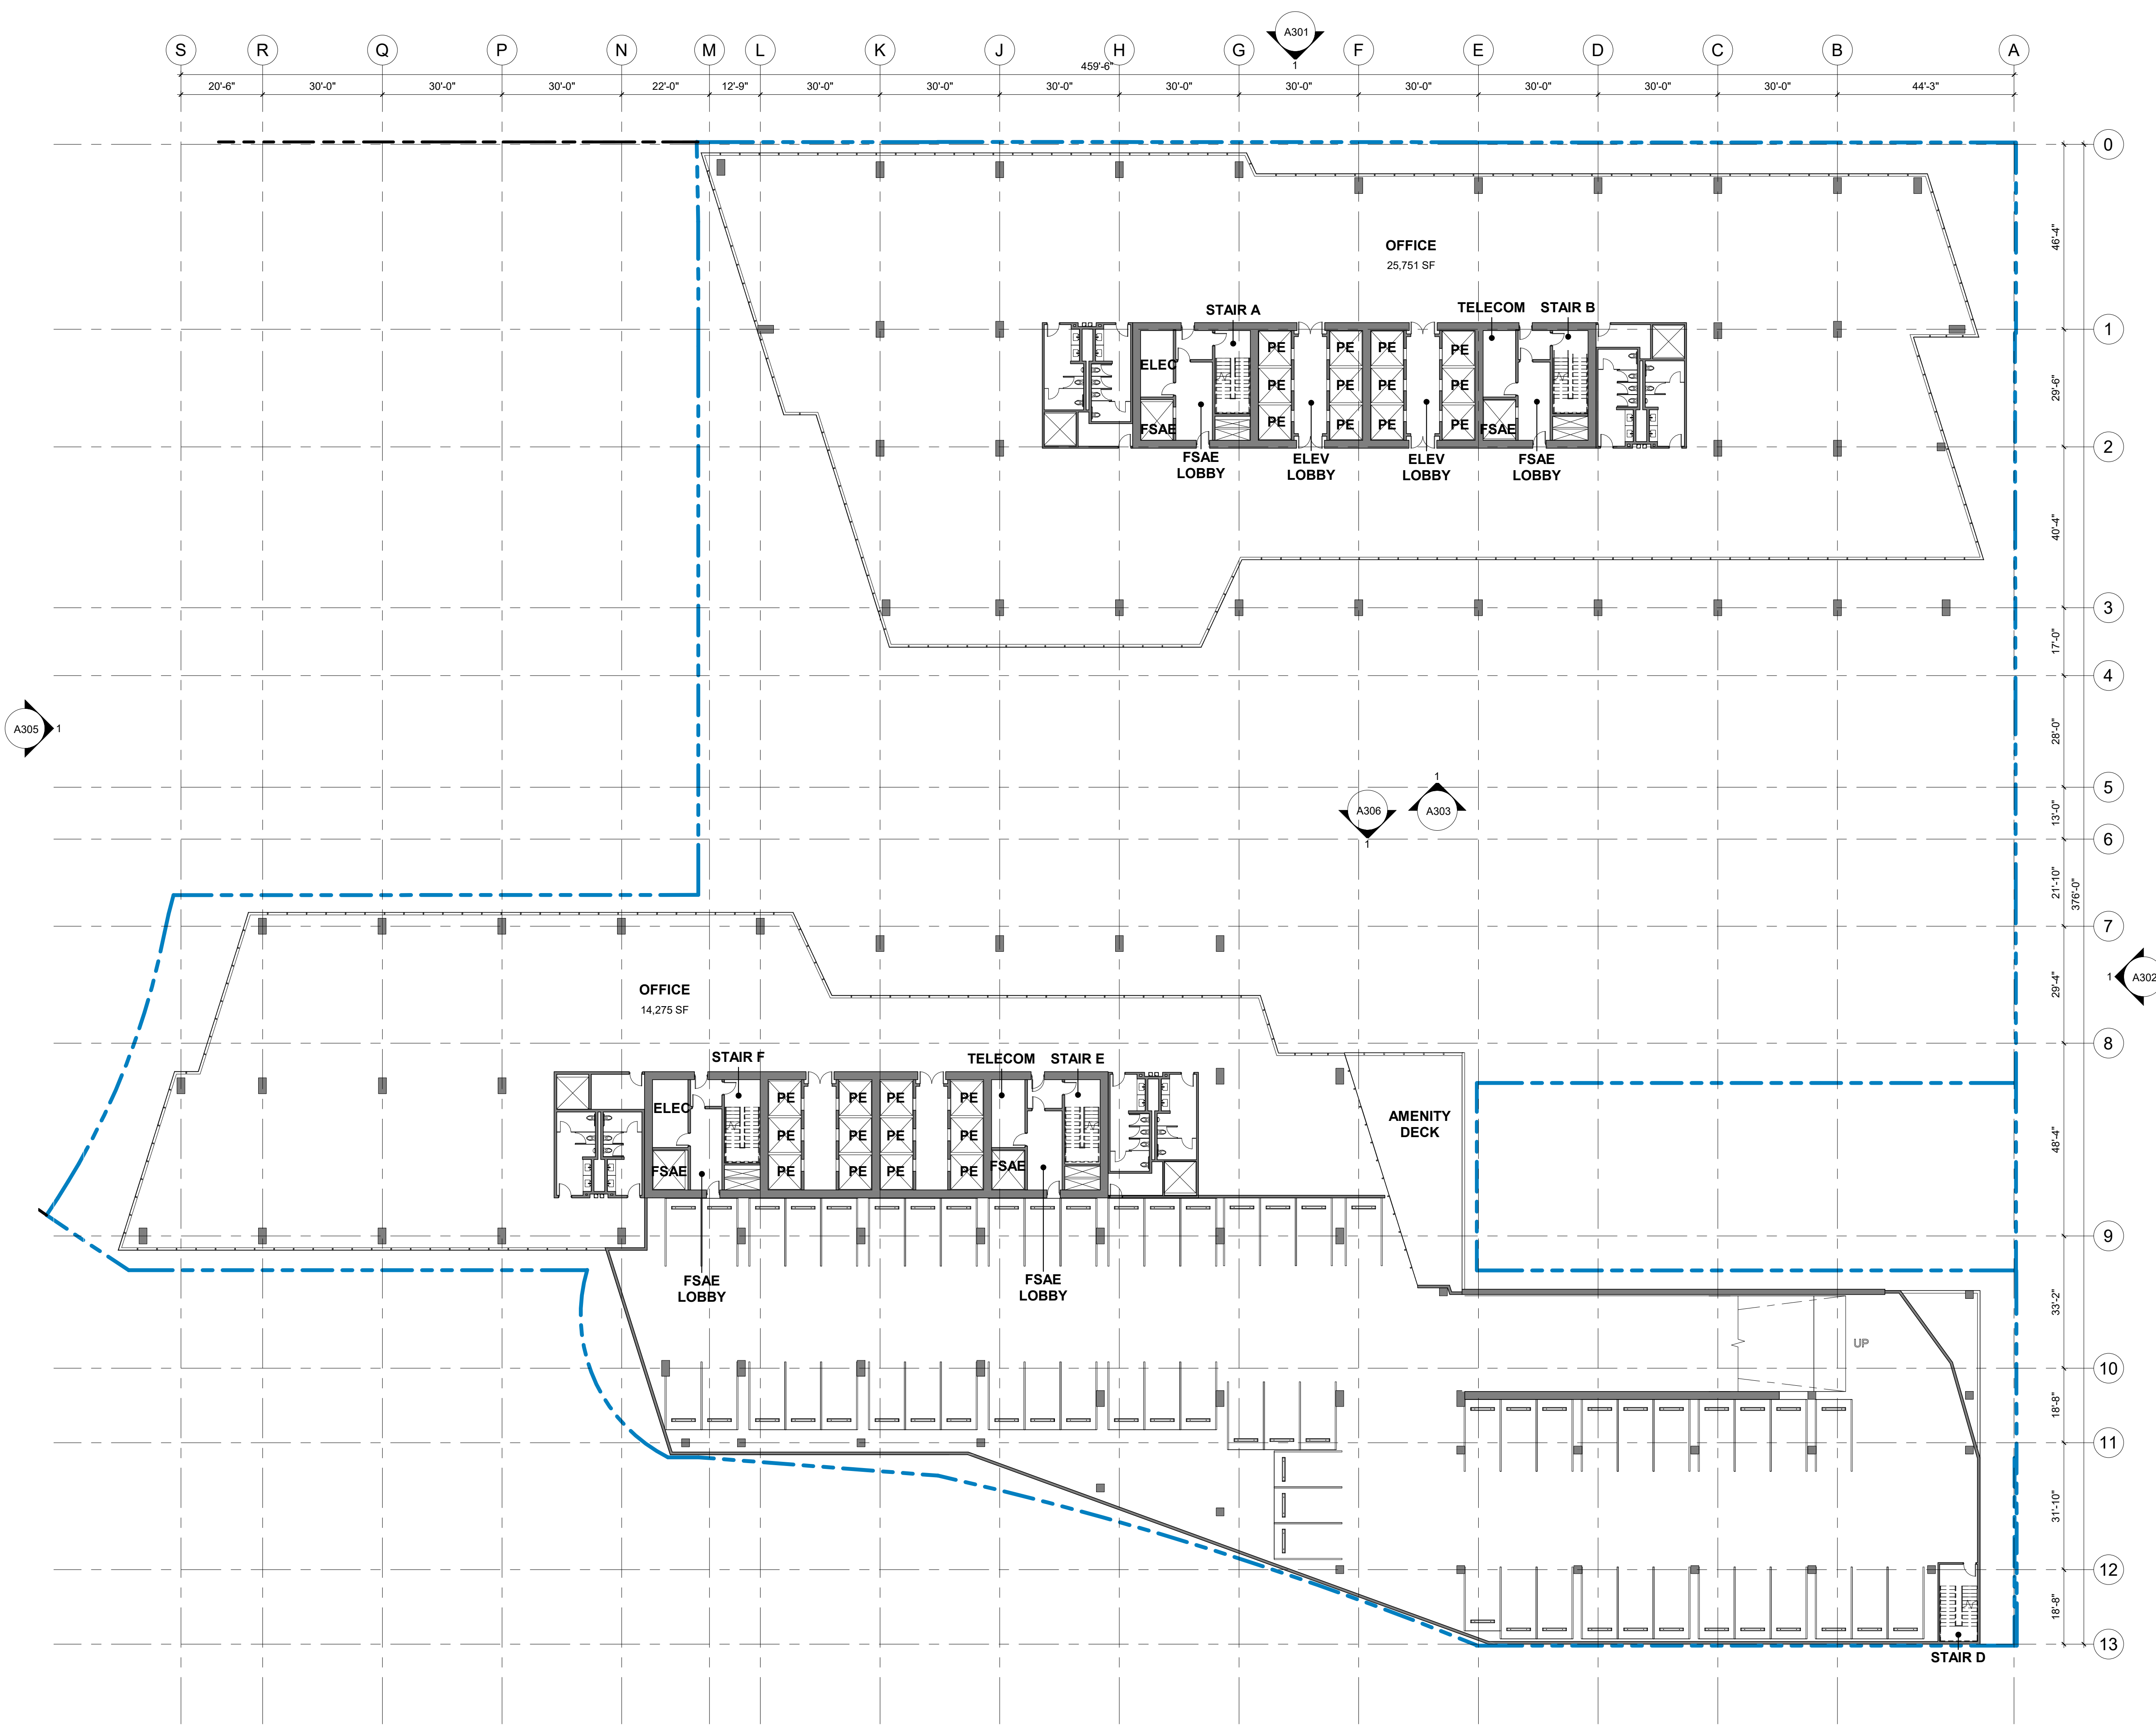 A301
1
S R Q P N M L K J H G F E D C B A
459'-6"
20'-6" 30'-0" 30'-0" 30'-0" 22'-0" 12'-9" 30'-0" 30'-0" 30'-0" 30'-0" 30'-0" 30'-0" 30'-0" 30'-0" 30'-0" 44'-3"
0
46'-4"
OFFICE
25,751 SF
STAIR A
TELECOM
STAIR B
1
PE PE PE PE
ELEC
PE PE PE PE
29'-6"
FSAE
PE PE PE PE
FSAE
2
FSAE
LOBBY
ELEV
LOBBY
ELEV
LOBBY
FSAE
LOBBY
40'-4"
3
17'-0"
4
A305
1
28'-0"
5
1
A306
A303
1
13'-0"
6
21'-10"
376'-0"
7
29'-4"
1
A302
OFFICE
14,275 SF
8
STAIR F
TELECOM
STAIR E
ELEC
PE PE PE PE
PE PE PE PE
FSAE
PE PE PE PE
FSAE
AMENITY
DECK
48'-4"
9
FSAE
LOBBY
FSAE
LOBBY
33'-2"
UP
10
18'-8"
11
31'-10"
12
18'-8"
13
STAIR D